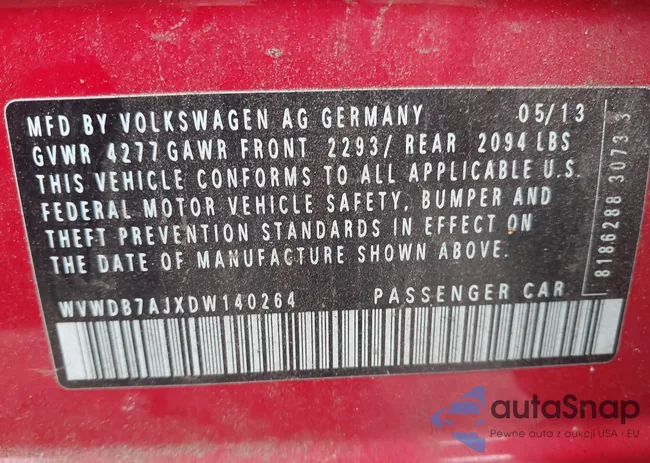 MFD BY VOLKSWAGEN AG GERMANY 05/13
GVWR 4277 GAWR FRONT 2293/ REAR 2094 LBS
THIS VEHICLE CONFORMS TO ALL APPLICABLE U.S.
FEDERAL MOTOR VEHICLE SAFETY, BUMPER AND
THEFT PREVENTION STANDARDS IN EFFECT ON
THE DATE OF MANUFACTURE SHOWN ABOVE.
WVWDB7AJXDW140264 PASSENGER CAR
8186288 3073 3
autoSnap
Pewne auta z aukcji USA i EU